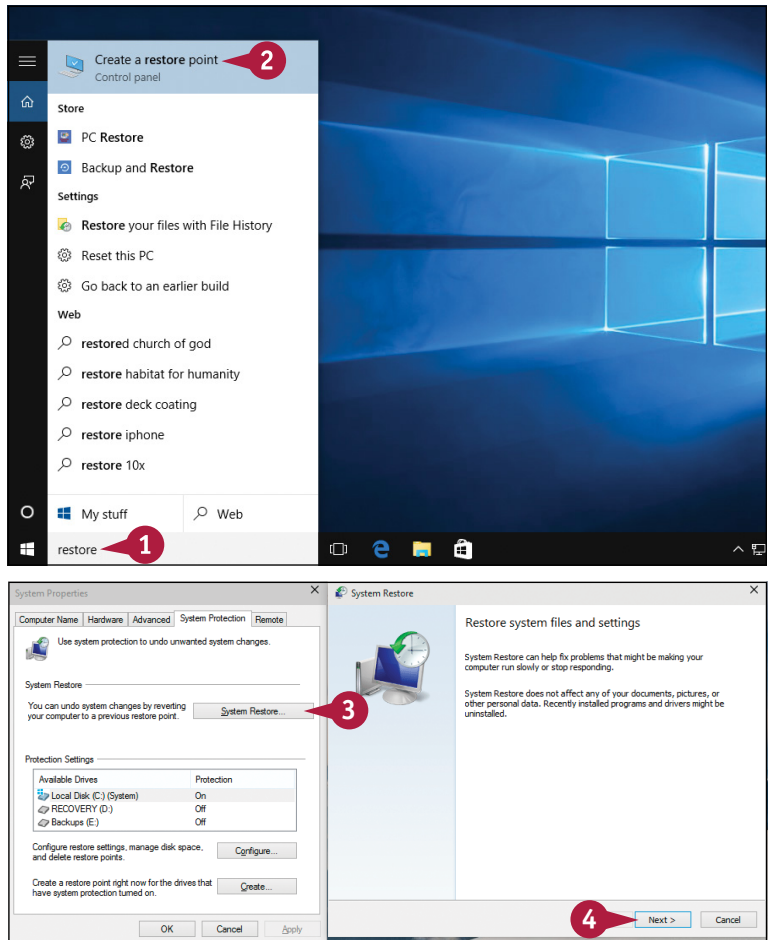 Create a restore point
Control panel
2
Store
PC Restore
Backup and Restore
Settings
Restore your files with File History
Reset this PC
Go back to an earlier build
Web
restored church of god
restore habitat for humanity
restore deck coating
restore iphone
restore 10x
My stuff
Web
restore
1
System Properties
Computer Name
Hardware
Advanced
System Protection
Remote
Use system protection to undo unwanted system changes.
System Restore
You can undo system changes by reverting
your computer to a previous restore point.
System Restore...
3
Protection Settings
Available Drives
Protection
Local Disk (C:) (System)
On
RECOVERY (D:)
Off
Backups (E:)
Off
Configure restore settings, manage disk space,
and delete restore points.
Configure...
Create a restore point right now for the drives that
have system protection turned on.
Create...
OK
Cancel
Apply
System Restore
Restore system files and settings
System Restore can help fix problems that might be making your
computer run slowly or stop responding.
System Restore does not affect any of your documents, pictures, or
other personal data. Recently installed programs and drivers might be
uninstalled.
4
Next >
Cancel